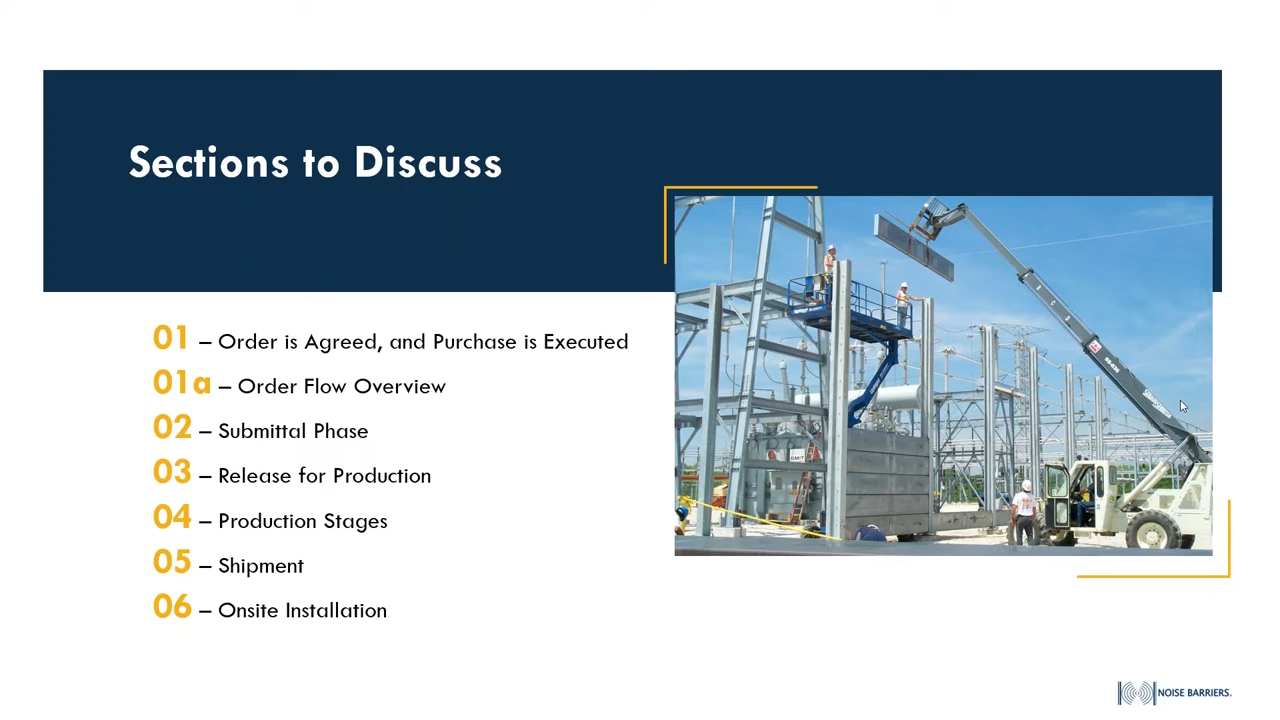 Sections to Discuss
01 – Order is Agreed, and Purchase is Executed
01a – Order Flow Overview
02 – Submittal Phase
03 – Release for Production
04 – Production Stages
05 – Shipment
06 – Onsite Installation
NOISE BARRIERS.